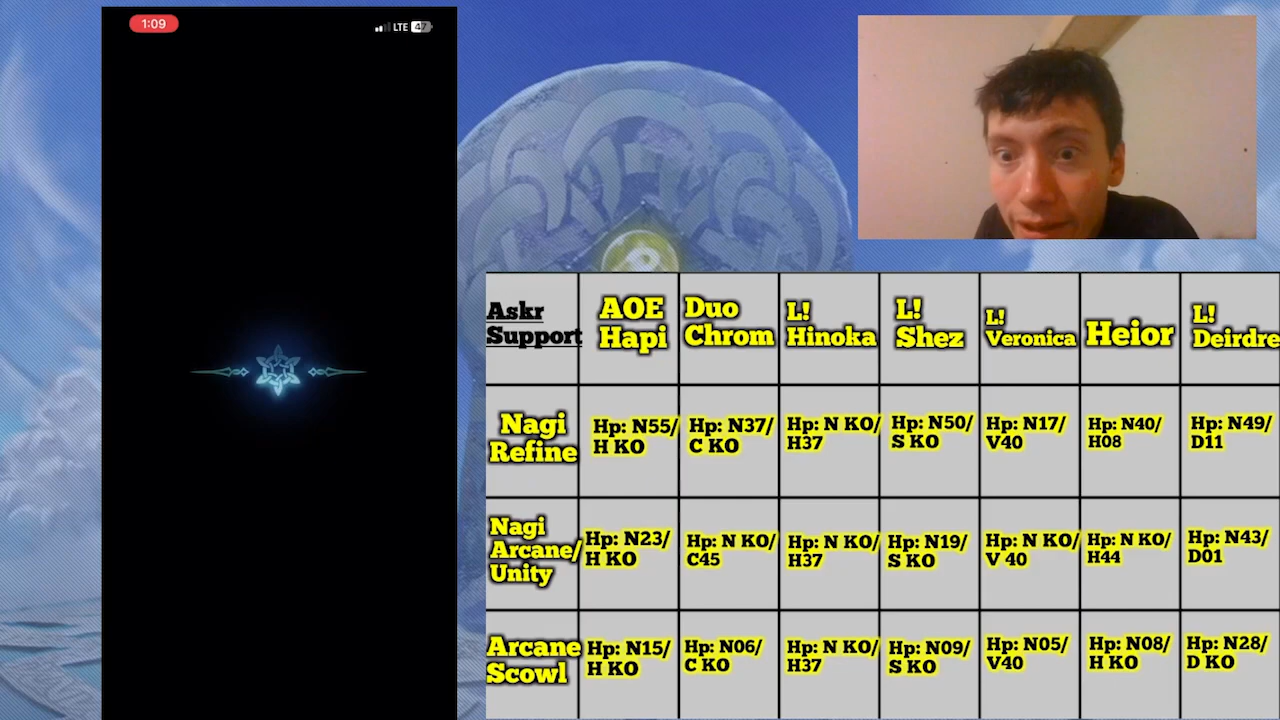 1:09
LTE 47
Askr
Support
AOE
Hapi
Duo
Chrom
L!
Hinoka
L!
Shez
L!
Veronica
Heior
L!
Deirdre
Nagi
Refine
Hp: N55/
H KO
Hp: N37/
C KO
Hp: N KO/
H37
Hp: N50/
S KO
Hp: N17/
V40
Hp: N40/
H08
Hp: N49/
D11
Nagi
Arcane/
Unity
Hp: N23/
H KO
Hp: N KO/
C45
Hp: N KO/
H37
Hp: N19/
S KO
Hp: N KO/
V 40
Hp: N KO/
H44
Hp: N43/
D01
Arcane
Scowl
Hp: N15/
H KO
Hp: N06/
C KO
Hp: N KO/
H37
Hp: N09/
S KO
Hp: N05/
V40
Hp: N08/
H KO
Hp: N28/
D KO